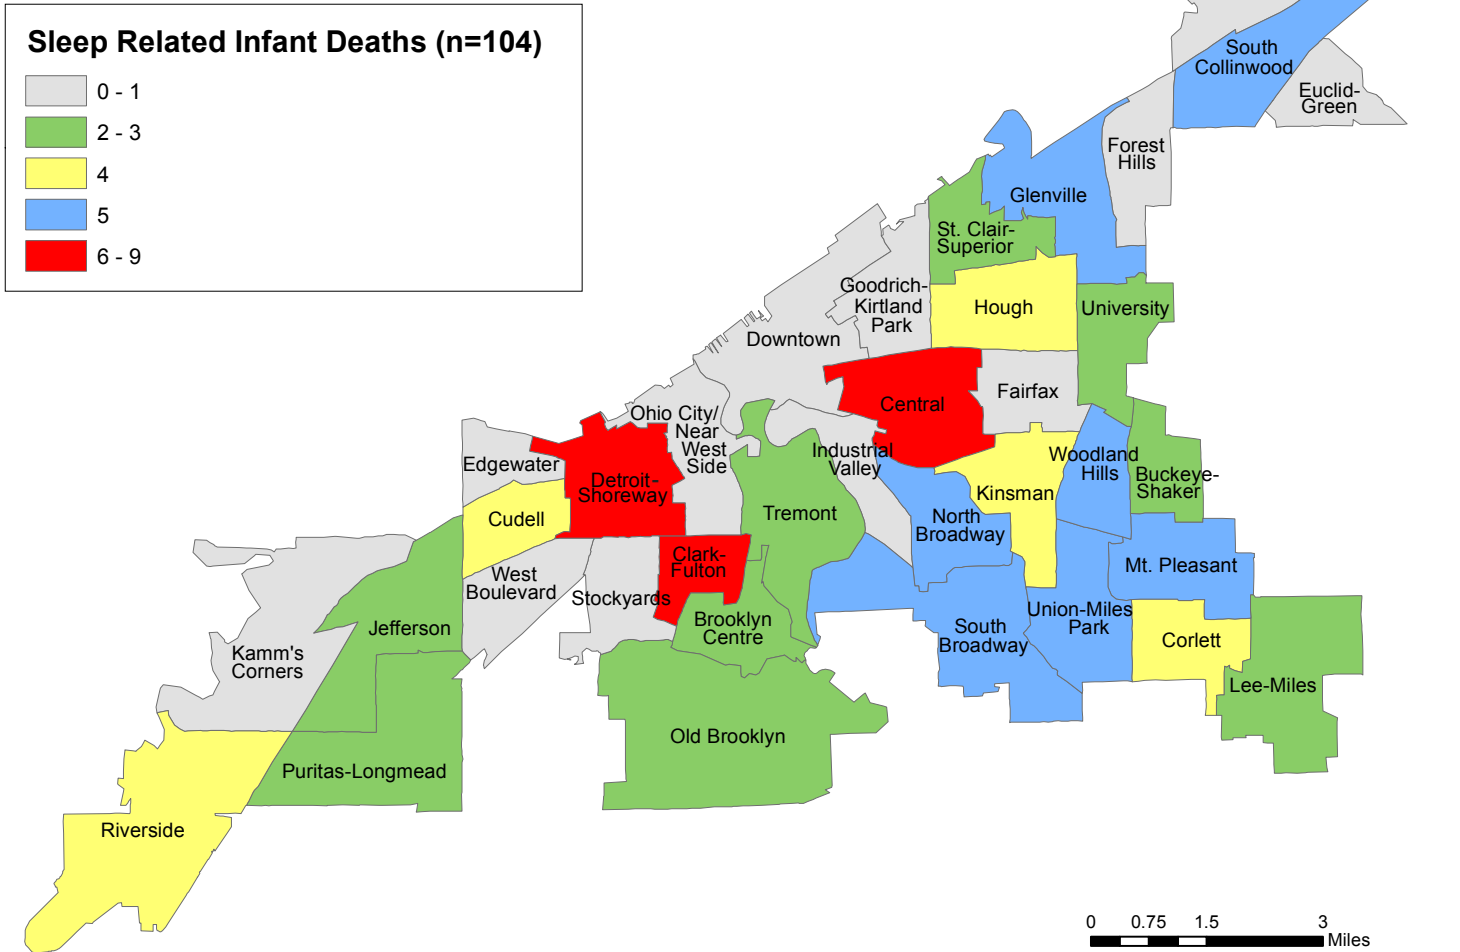 Sleep Related Infant Deaths (n=104)
0 - 1
2 - 3
4
5
6 - 9
South
Collinwood
Euclid-
Green
Forest
Hills
Glenville
St. Clair-
Superior
Goodrich-
Kirtland
Park
Hough
University
Downtown
Fairfax
Central
Ohio City/
Near
West
Side
Industrial
Valley
Woodland
Hills
Buckeye-
Shaker
Edgewater
Detroit-
Shoreway
Kinsman
Cudell
Tremont
North
Broadway
Clark-
Fulton
Mt. Pleasant
West
Boulevard
Stockyards
Union-Miles
Park
Brooklyn
Centre
South
Broadway
Corlett
Jefferson
Kamm's
Corners
Lee-Miles
Old Brooklyn
Puritas-Longmead
Riverside
0 0.75 1.5 3
Miles